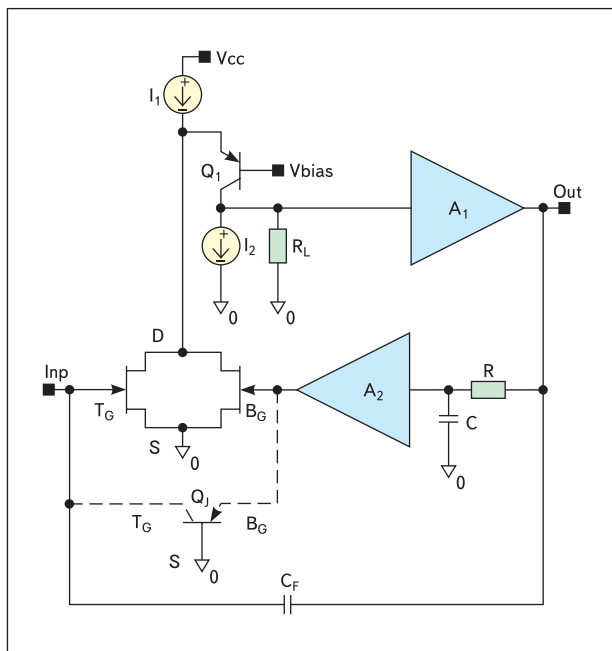 Vcc
I1
Q1
Vbias
I2
RL
0
0
A1
Out
D
Inp
TG
BG
S
0
A2
R
C
0
QJ
TG
BG
S
0
CF